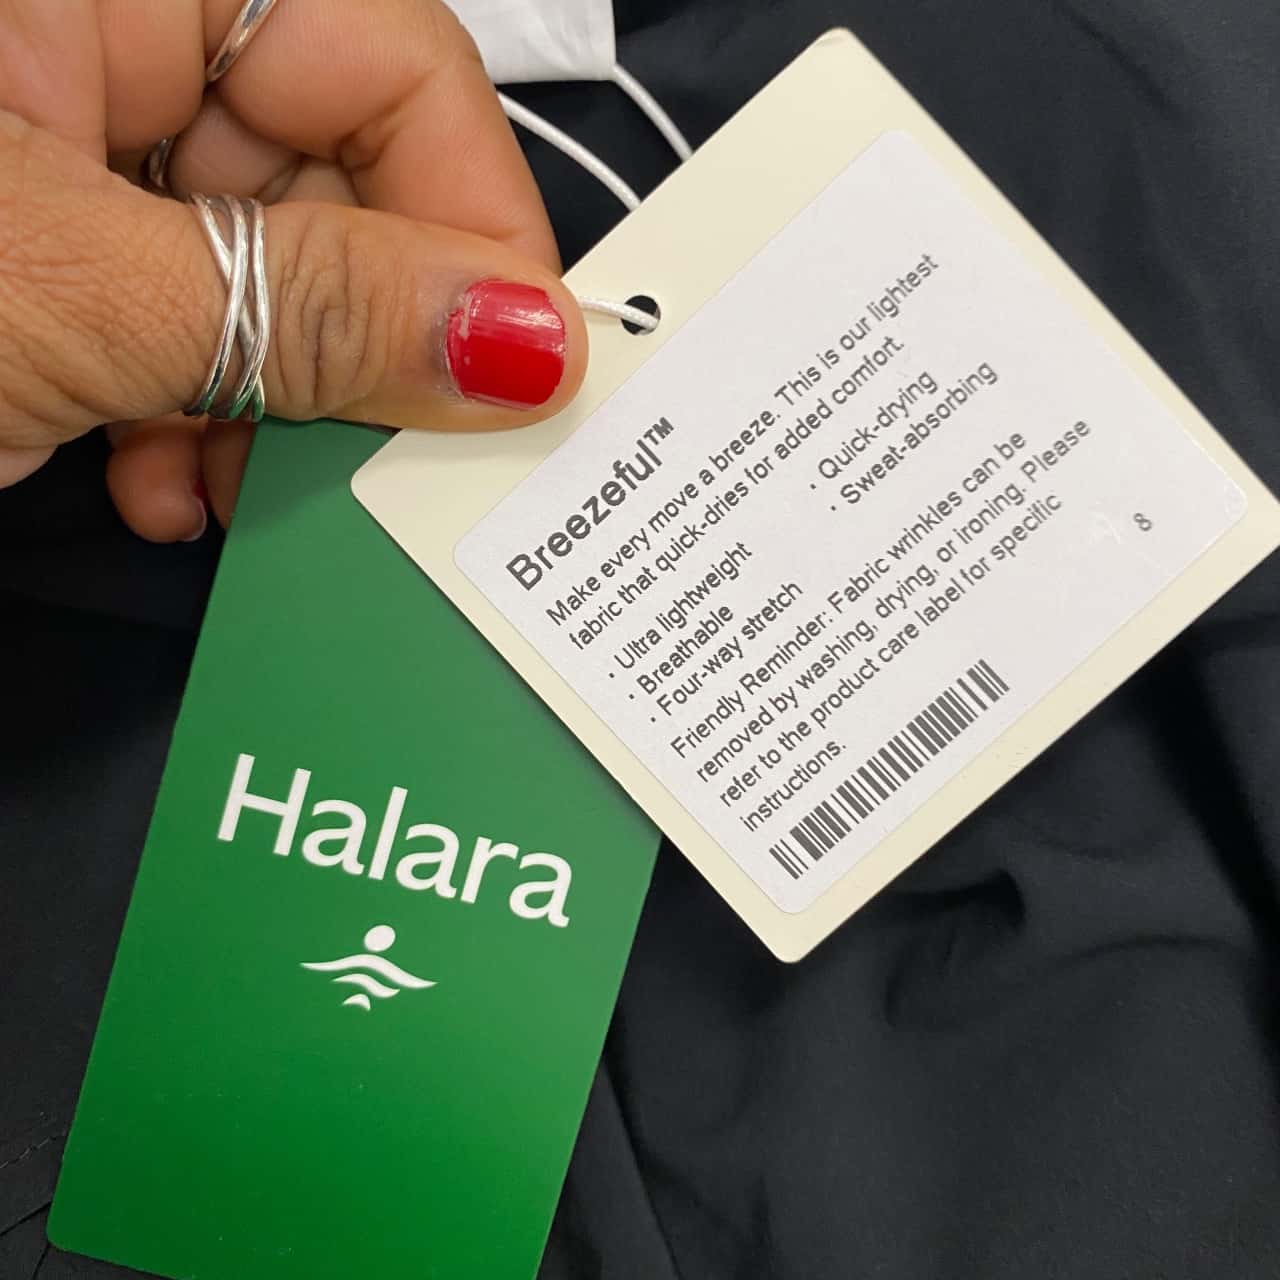 Halara
Breezeful™
Make every move a breeze. This is our lightest
fabric that quick-dries for added comfort.
· Ultra lightweight
· Breathable
· Four-way stretch
· Quick-drying
· Sweat-absorbing
Friendly Reminder: Fabric wrinkles can be
removed by washing, drying, or ironing. Please
refer to the product care label for specific
instructions.
8